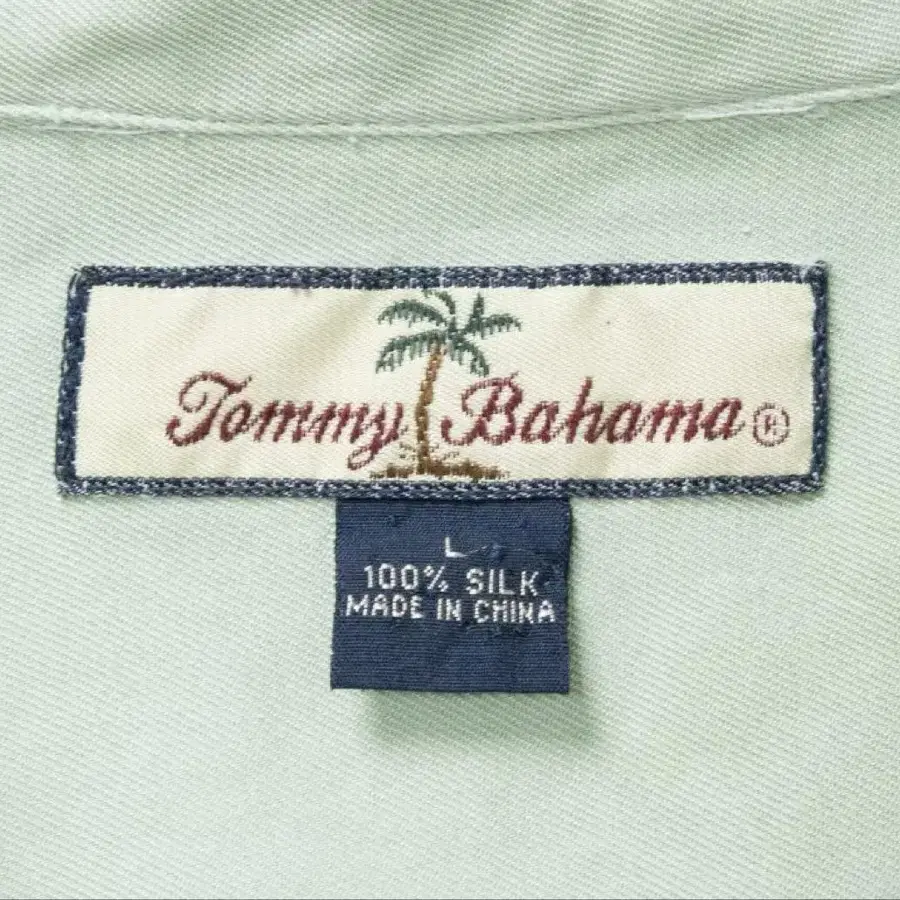 Tommy Bahama ®
L
100% SILK
MADE IN CHINA